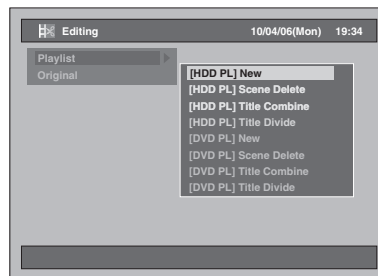 Editing 10/04/06(Mon) 19:34
Playlist
Original
[HDD PL] New
[HDD PL] Scene Delete
[HDD PL] Title Combine
[HDD PL] Title Divide
[DVD PL] New
[DVD PL] Scene Delete
[DVD PL] Title Combine
[DVD PL] Title Divide